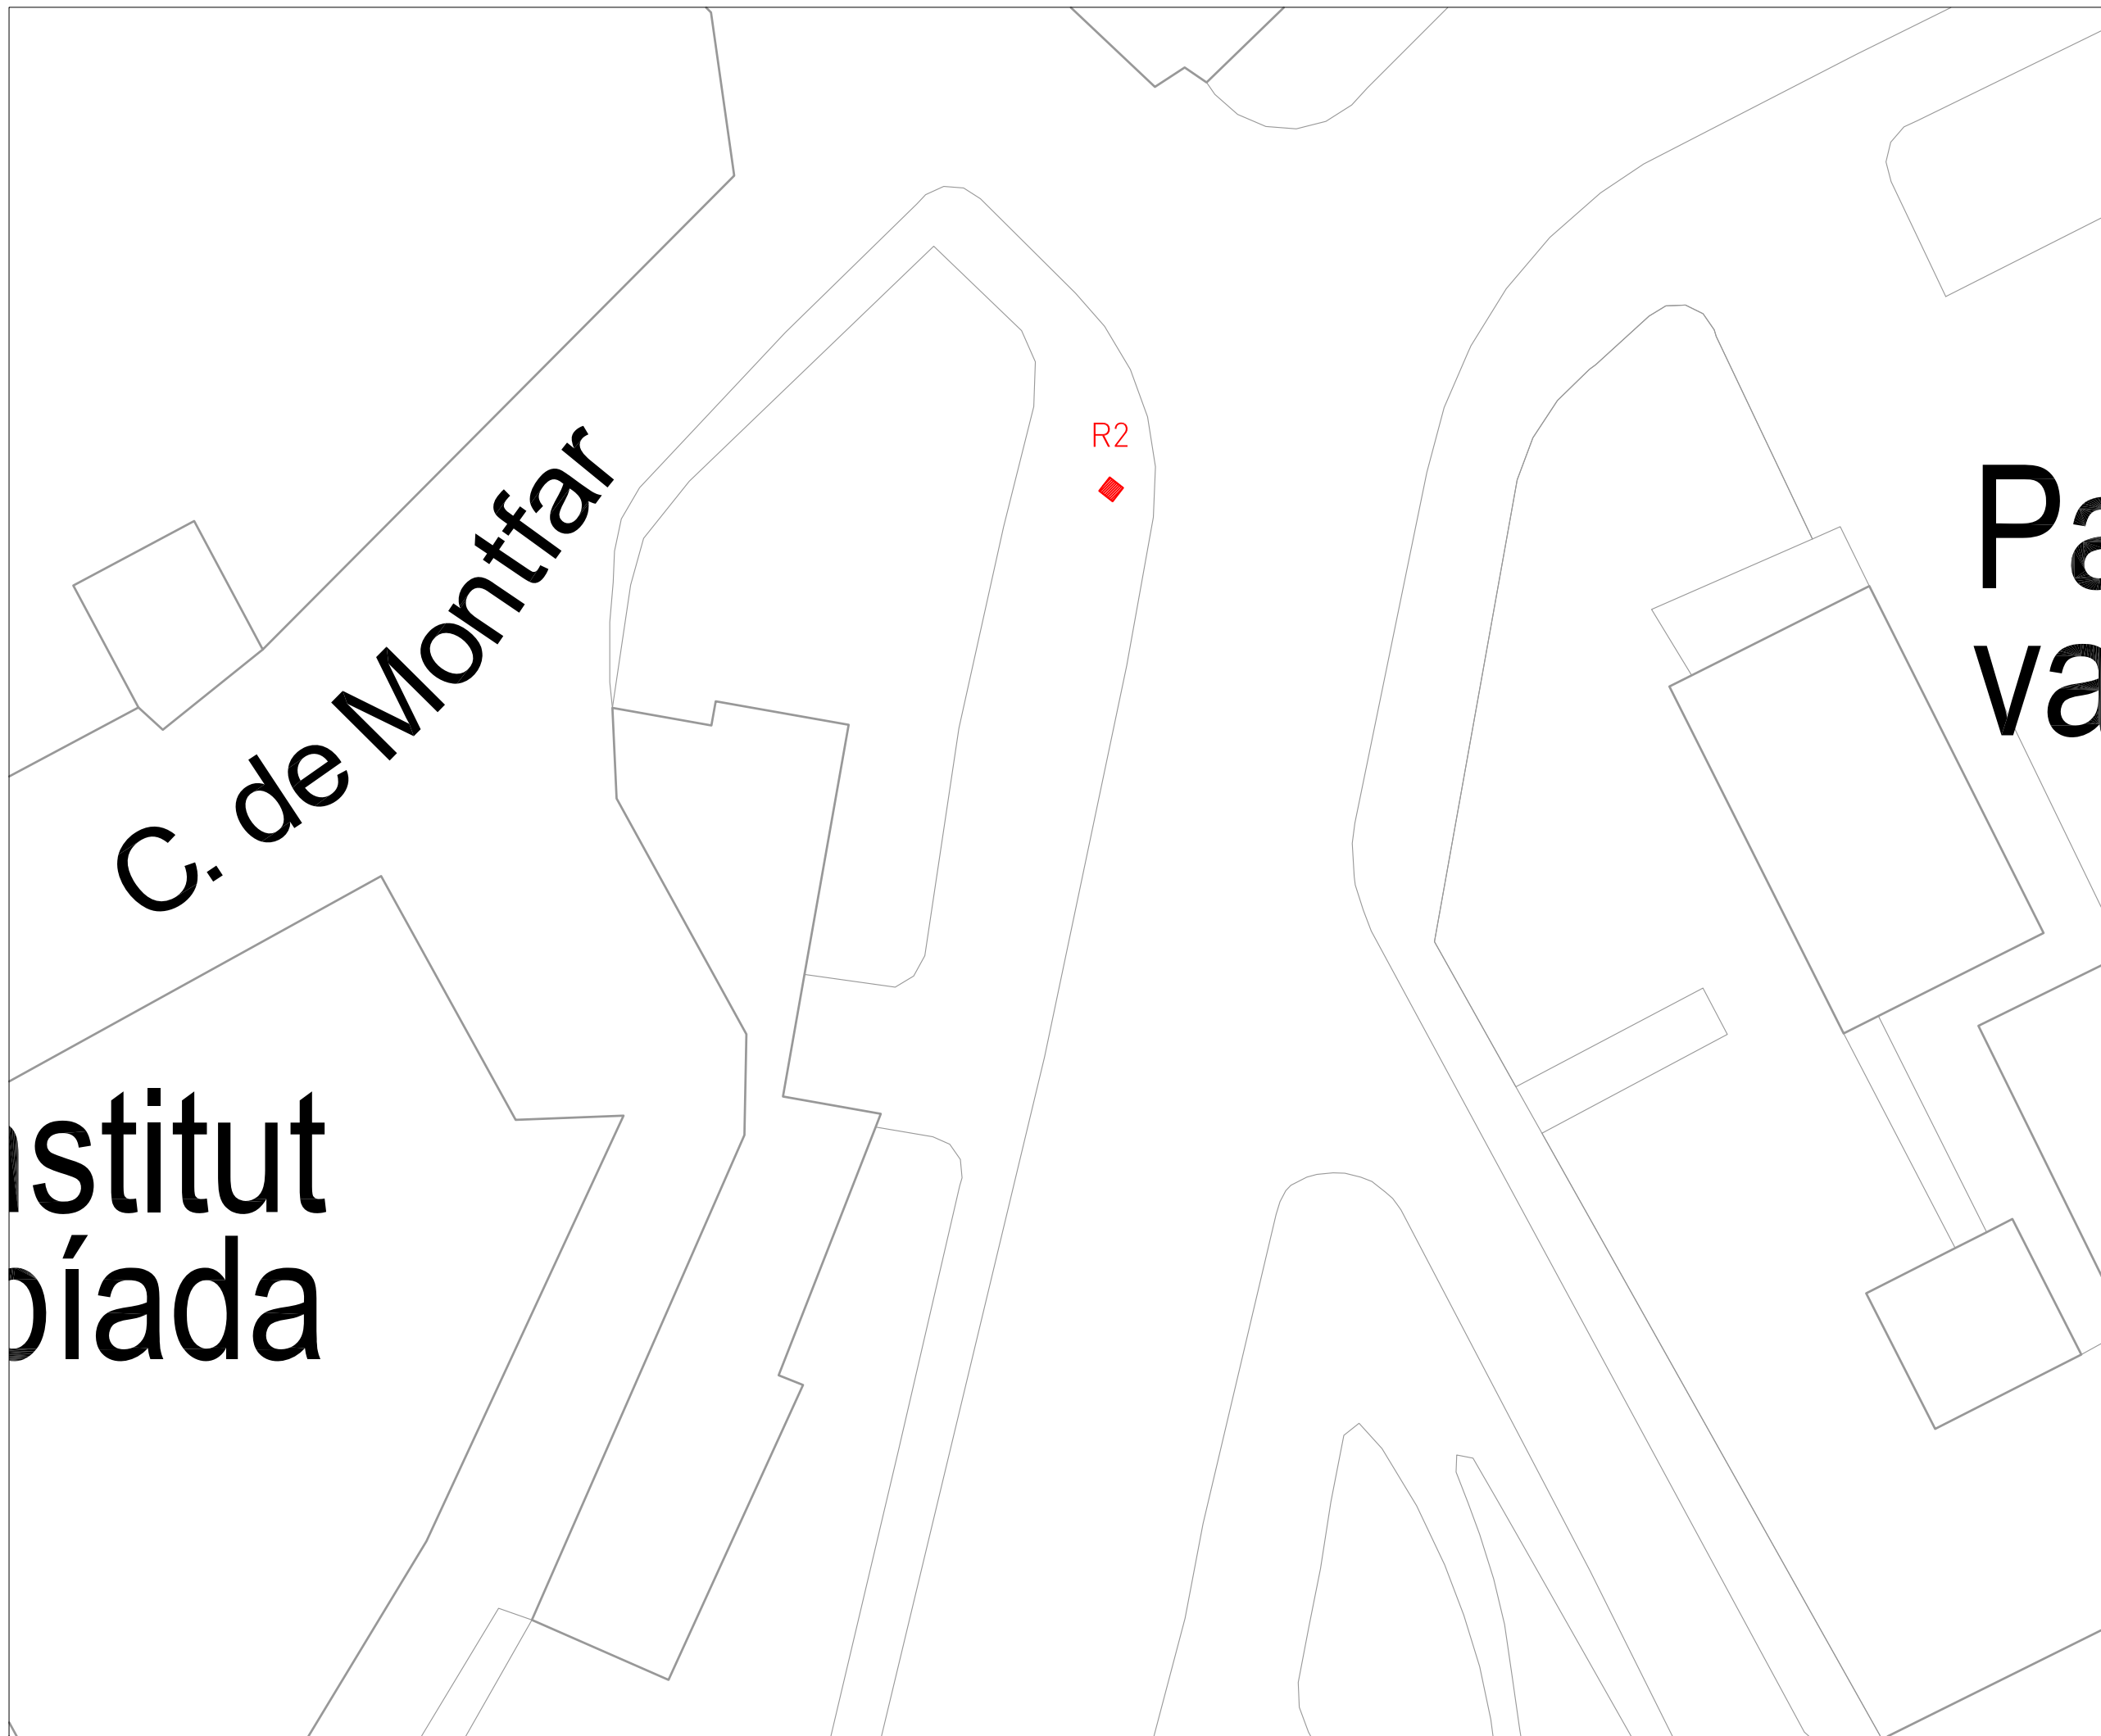 R2
C. de Montfar
nstitut
píada
Pa
va